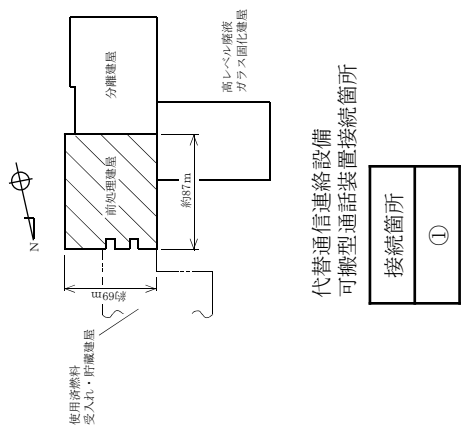 分離建屋
高レベル廃液
ガラス固化建屋
前処理建屋
約87m
約69m
N
使用済燃料
受入れ・貯蔵建屋
代替通信連絡設備
可搬型通話装置接続箇所
接続箇所
①